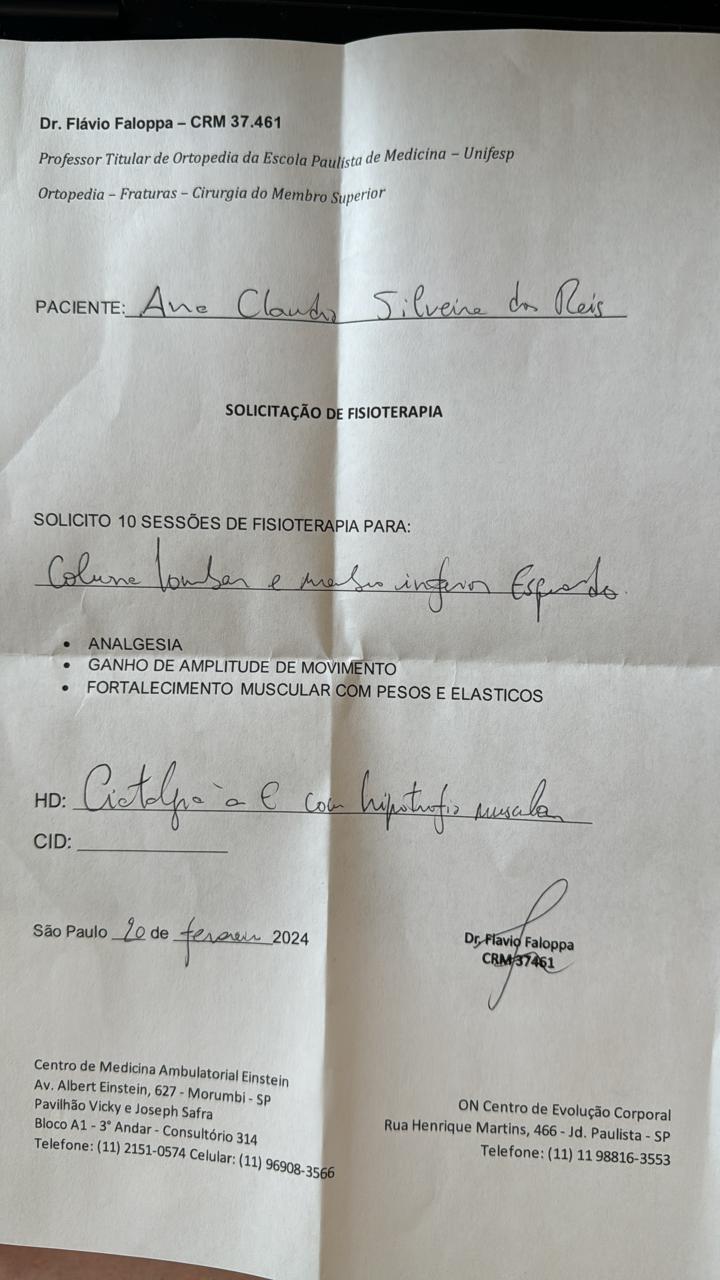 Dr. Flávio Faloppa – CRM 37.461
Professor Titular de Ortopedia da Escola Paulista de Medicina – Unifesp
Ortopedia – Fraturas – Cirurgia do Membro Superior
PACIENTE: Ana Claudia Silveira dos Reis
SOLICITAÇÃO DE FISIOTERAPIA
SOLICITO 10 SESSÕES DE FISIOTERAPIA PARA:
Coluna lombar e membro inferior Esquerdo.
• ANALGESIA
• GANHO DE AMPLITUDE DE MOVIMENTO
• FORTALECIMENTO MUSCULAR COM PESOS E ELASTICOS
HD: Ciatalgia à E com hipotrofia muscular
CID:
São Paulo 20 de fevereiro 2024
Dr. Flavio Faloppa
CRM 37461
Centro de Medicina Ambulatorial Einstein
Av. Albert Einstein, 627 - Morumbi - SP
Pavilhão Vicky e Joseph Safra
Bloco A1 - 3° Andar - Consultório 314
Telefone: (11) 2151-0574 Celular: (11) 96908-3566
ON Centro de Evolução Corporal
Rua Henrique Martins, 466 - Jd. Paulista - SP
Telefone: (11) 11 98816-3553